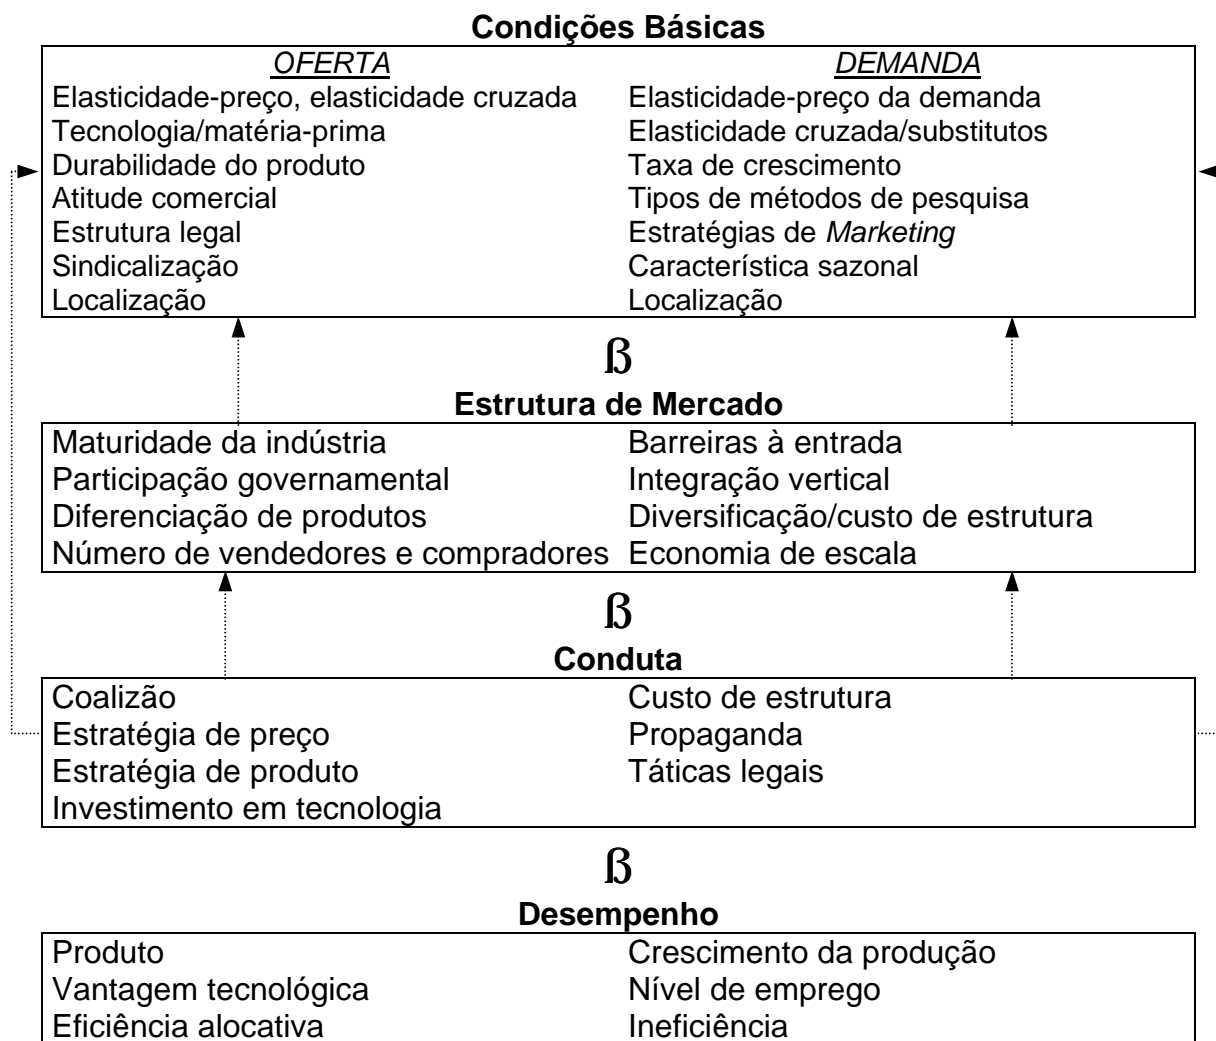 Condições Básicas
OFERTA
Elasticidade-preço, elasticidade cruzada
Tecnologia/matéria-prima
Durabilidade do produto
Atitude comercial
Estrutura legal
Sindicalização
Localização
DEMANDA
Elasticidade-preço da demanda
Elasticidade cruzada/substitutos
Taxa de crescimento
Tipos de métodos de pesquisa
Estratégias de Marketing
Característica sazonal
Localização
ß
Estrutura de Mercado
Maturidade da indústria
Participação governamental
Diferenciação de produtos
Número de vendedores e compradores
Barreiras à entrada
Integração vertical
Diversificação/custo de estrutura
Economia de escala
ß
Conduta
Coalizão
Estratégia de preço
Estratégia de produto
Investimento em tecnologia
Custo de estrutura
Propaganda
Táticas legais
ß
Desempenho
Produto
Vantagem tecnológica
Eficiência alocativa
Crescimento da produção
Nível de emprego
Ineficiência